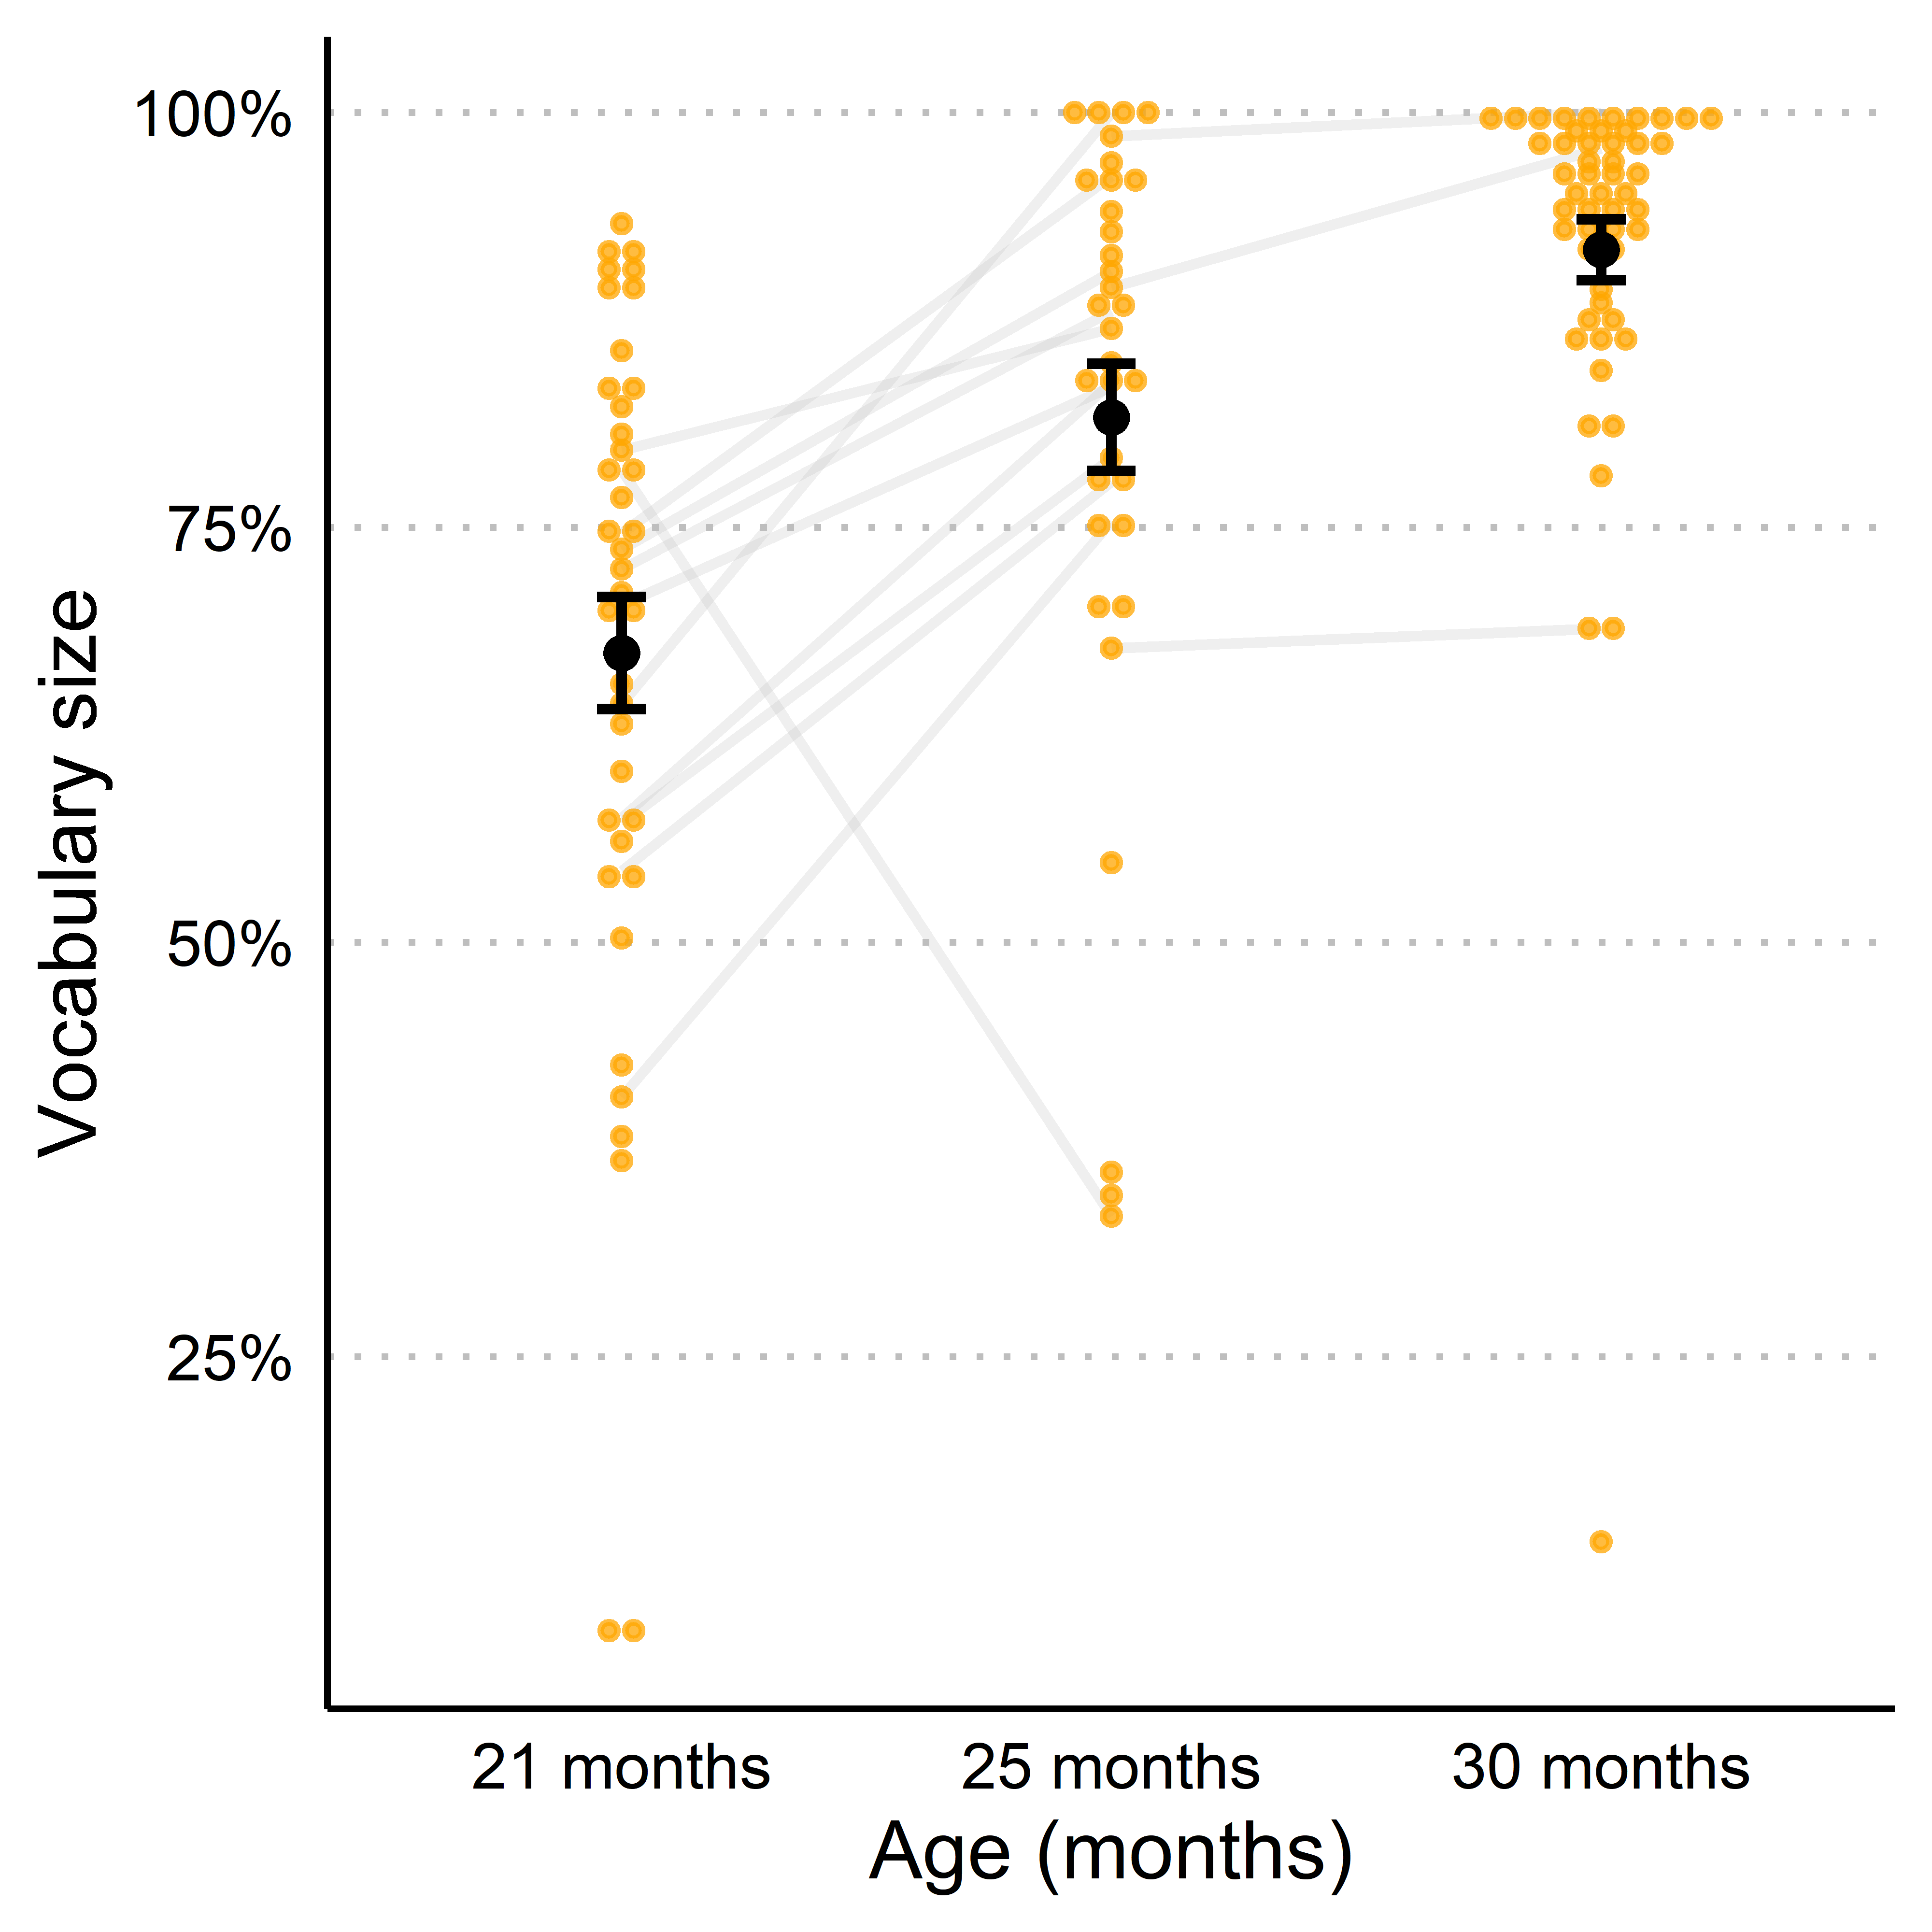 Vocabulary size
100%
75%
50%
25%
21 months
25 months
30 months
Age (months)